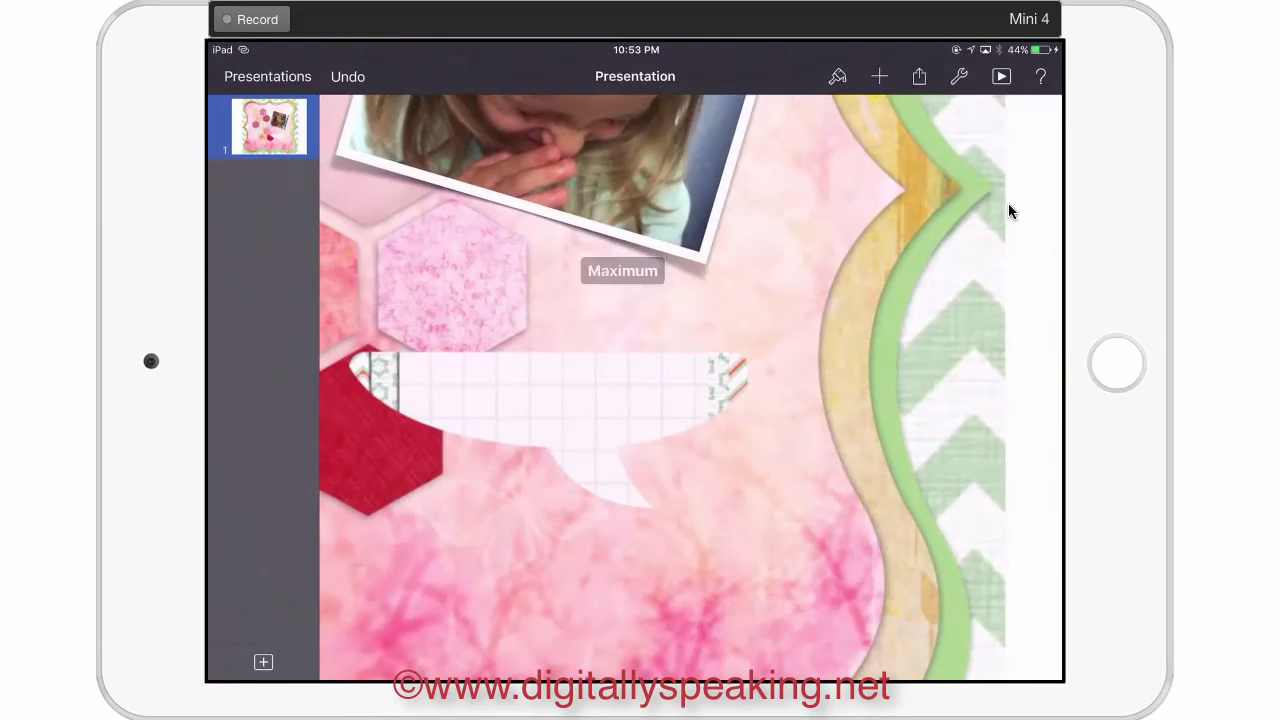 Record
Mini 4
iPad
10:53 PM
44%
Presentations
Undo
Presentation
?
1
Maximum
©www.digitallyspeaking.net